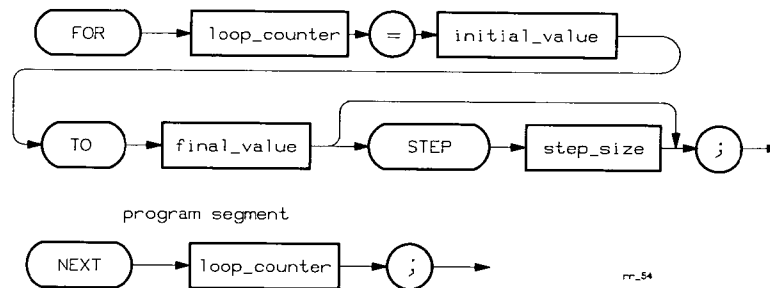 FOR loop_counter = initial_value
TO final_value STEP step_size ;
program segment
NEXT loop_counter ;
rr_54